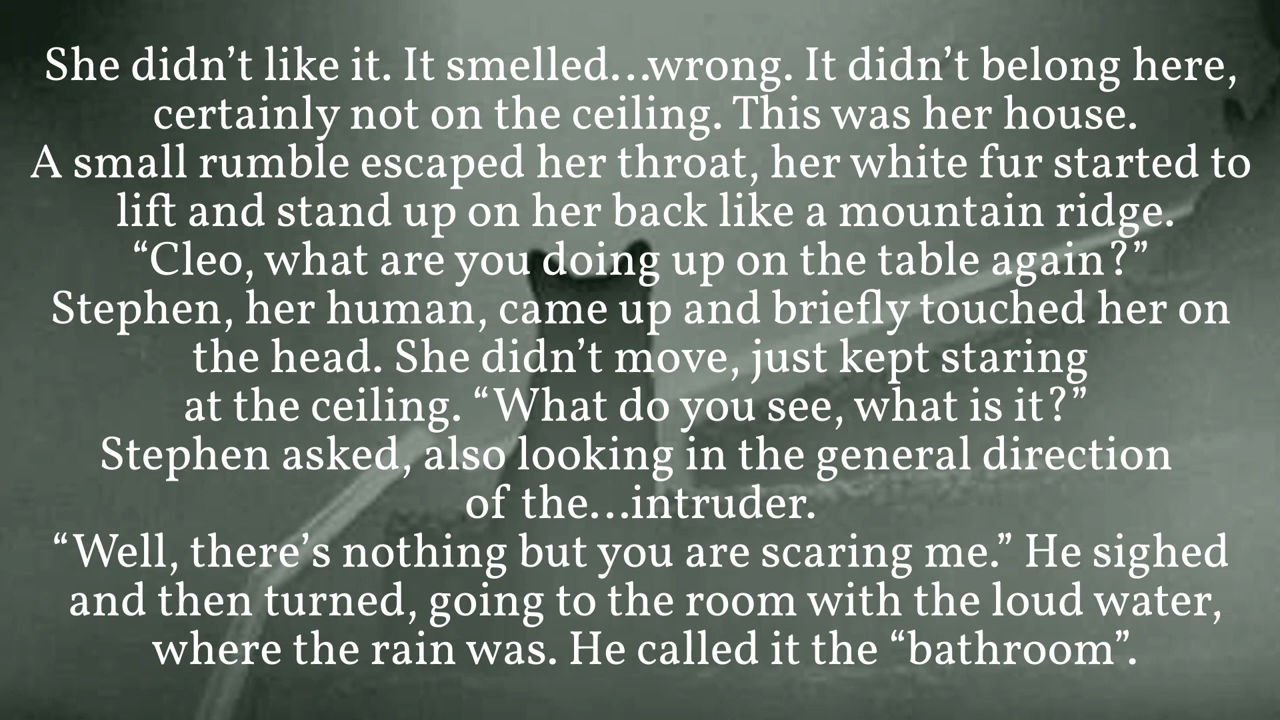 She didn’t like it. It smelled…wrong. It didn’t belong here,
certainly not on the ceiling. This was her house.
A small rumble escaped her throat, her white fur started to
lift and stand up on her back like a mountain ridge.
“Cleo, what are you doing up on the table again?”
Stephen, her human, came up and briefly touched her on
the head. She didn’t move, just kept staring
at the ceiling. “What do you see, what is it?”
Stephen asked, also looking in the general direction
of the…intruder.
“Well, there’s nothing but you are scaring me.” He sighed
and then turned, going to the room with the loud water,
where the rain was. He called it the “bathroom”.